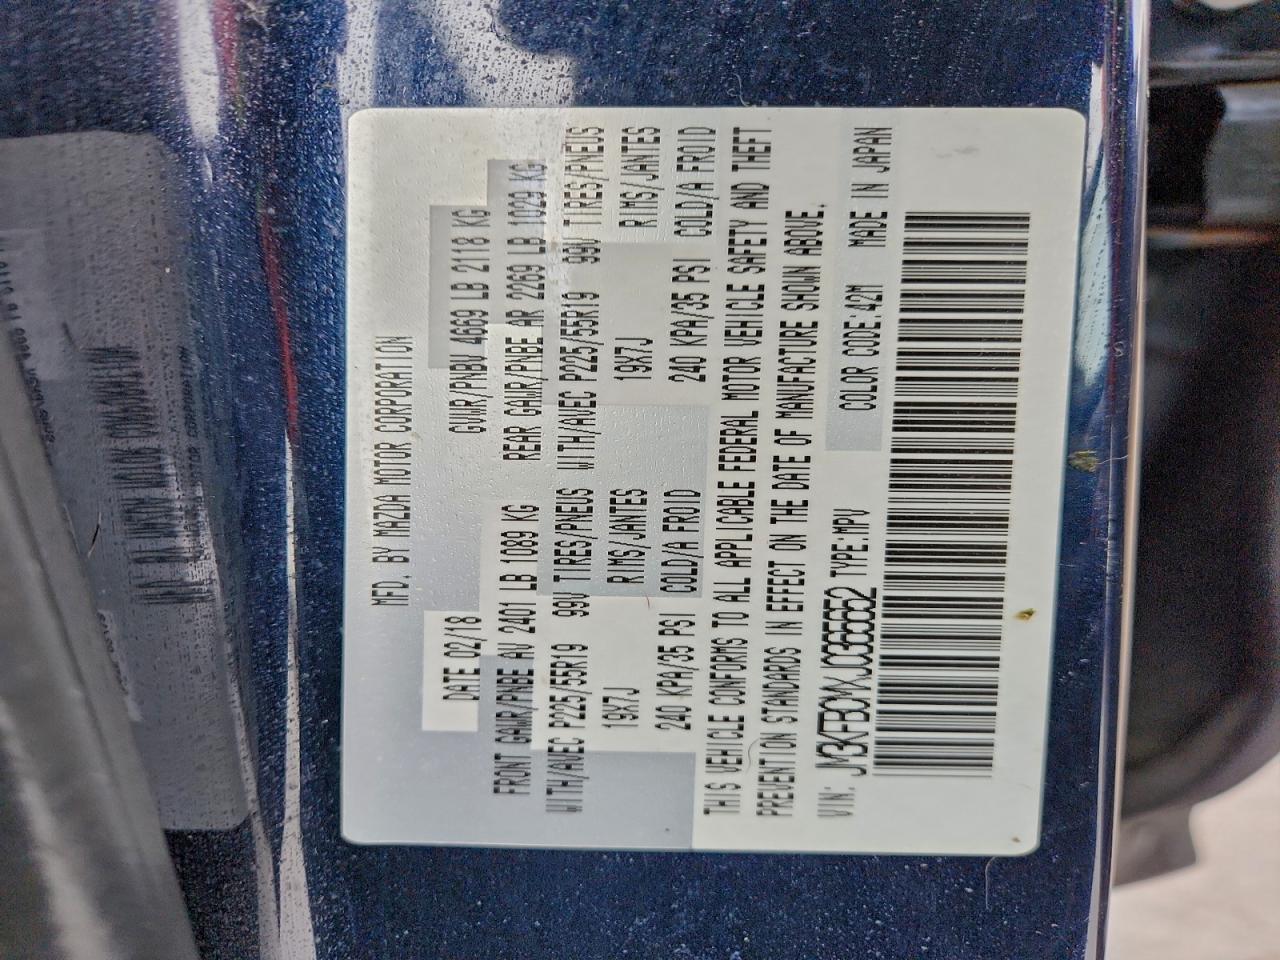 MFD. BY MAZDA MOTOR CORPORATION
DATE 02/18 GVWR/PNBV 4669 LB 2118 KG
FRONT GAWR/PNBE AV 2401 LB 1089 KG REAR GAWR/PNBE AR 2269 LB 1029 KG
WITH/AVEC P225/55R19 99V TIRES/PNEUS WITH/AVEC P225/55R19 99V TIRES/PNEUS
19X7J RIMS/JANTES 19X7J RIMS/JANTES
240 KPA/35 PSI COLD/A FROID 240 KPA/35 PSI COLD/A FROID
THIS VEHICLE CONFORMS TO ALL APPLICABLE FEDERAL MOTOR VEHICLE SAFETY AND THEFT
PREVENTION STANDARDS IN EFFECT ON THE DATE OF MANUFACTURE SHOWN ABOVE.
VIN: TYPE:MPV COLOR CODE:42M MADE IN JAPAN